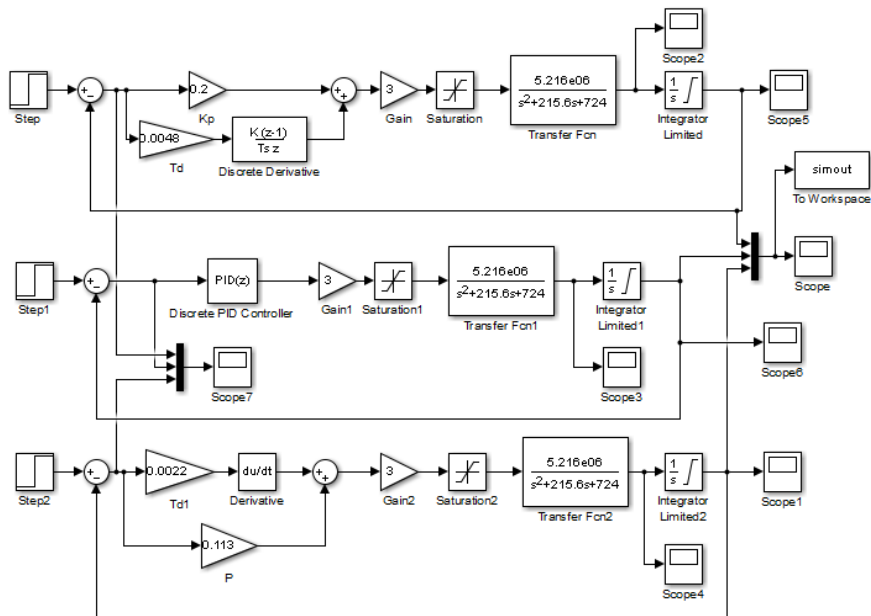 Scope2
0.2
3
5.216e06
s2+215.6s+724
1
s
Step
Kp
Gain
Saturation
Transfer Fcn
Integrator
Limited
Scope5
0.0048
K (z-1)
Ts z
Td
Discrete Derivative
simout
To Workspace
Scope
PID(z)
3
5.216e06
s2+215.6s+724
1
s
Step1
Discrete PID Controller
Gain1
Saturation1
Transfer Fcn1
Integrator
Limited1
Scope7
Scope3
Scope6
0.0022
du/dt
3
5.216e06
s2+215.6s+724
1
s
Step2
Td1
Derivative
Gain2
Saturation2
Transfer Fcn2
Integrator
Limited2
Scope1
0.113
P
Scope4